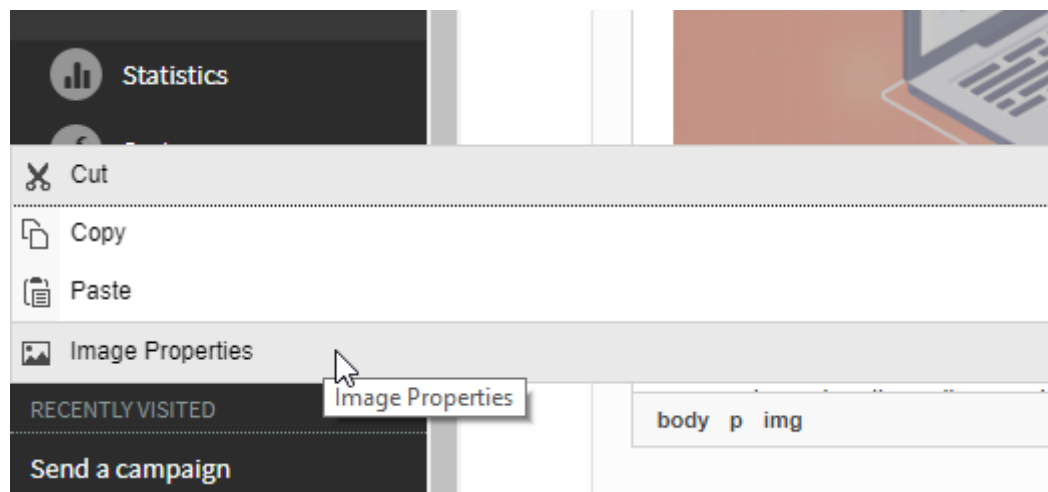 Statistics
Cut
Copy
Paste
Image Properties
Image Properties
RECENTLY VISITED
body p img
Send a campaign